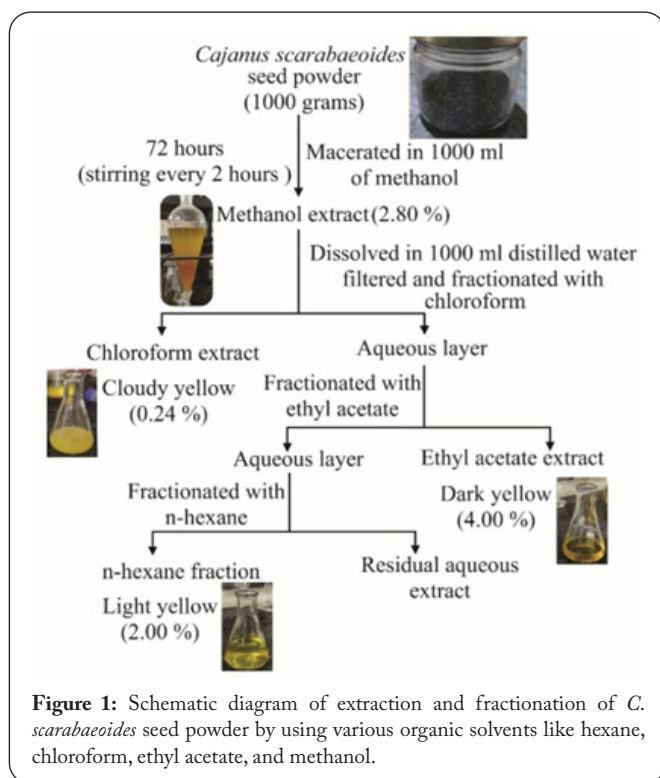 Cajanus scarabaeoides
seed powder
(1000 grams)
72 hours
(stirring every 2 hours )
Macerated in 1000 ml
of methanol
Methanol extract (2.80 %)
Dissolved in 1000 ml distilled water
filtered and fractionated with
chloroform
Chloroform extract
Cloudy yellow
(0.24 %)
Aqueous layer
Fractionated with
ethyl acetate
Aqueous layer
Ethyl acetate extract
Dark yellow
(4.00 %)
Fractionated with
n-hexane
n-hexane fraction
Light yellow
(2.00 %)
Residual aqueous
extract
Figure 1: Schematic diagram of extraction and fractionation of C.
scarabaeoides seed powder by using various organic solvents like hexane,
chloroform, ethyl acetate, and methanol.